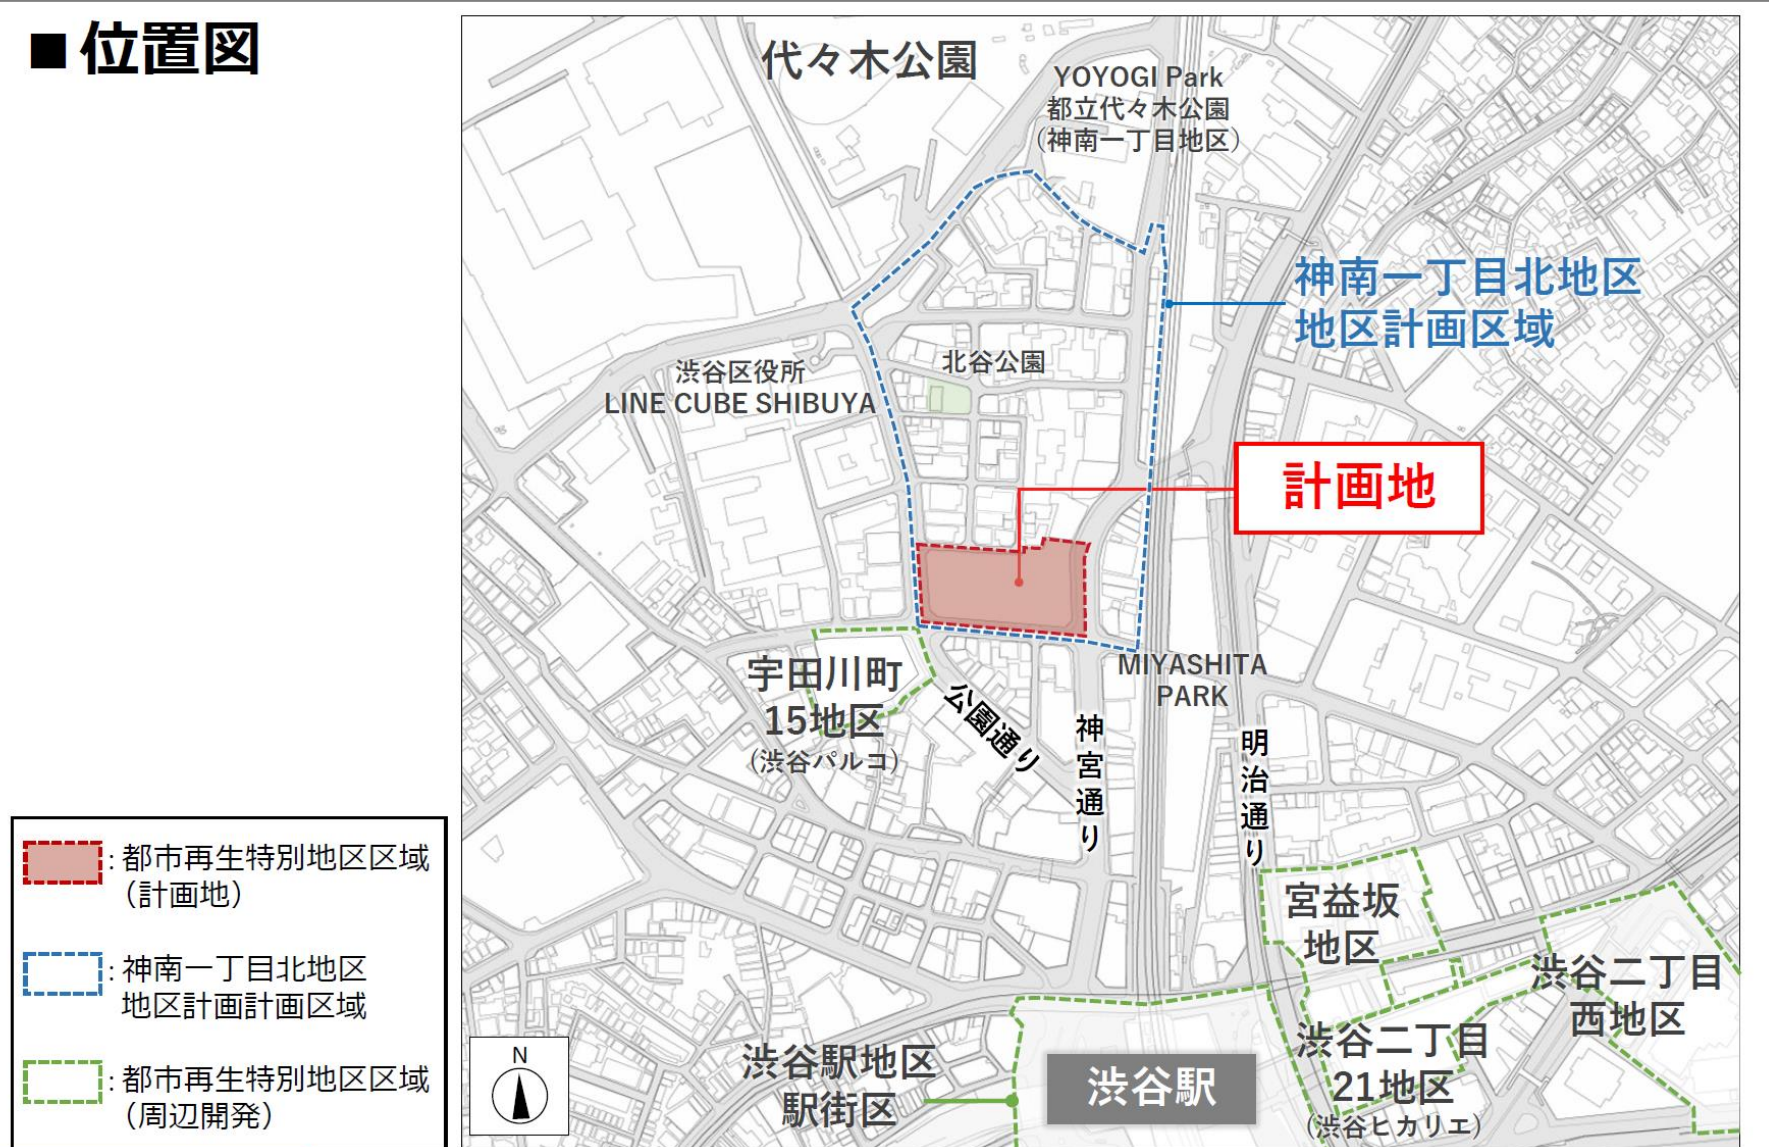 ■位置図
代々木公園
YOYOGI Park
都立代々木公園
(神南一丁目地区)
神南一丁目北地区
地区計画区域
北谷公園
渋谷区役所
LINE CUBE SHIBUYA
計画地
MIYASHITA
PARK
宇田川町
15地区
(渋谷パルコ)
公園通り
神宮通り
明治通り
宮益坂
地区
渋谷二丁目
西地区
渋谷二丁目
21地区
(渋谷ヒカリエ)
渋谷駅地区
駅街区
渋谷駅
:都市再生特別地区区域
(計画地)
:神南一丁目北地区
地区計画計画区域
:都市再生特別地区区域
(周辺開発)
N